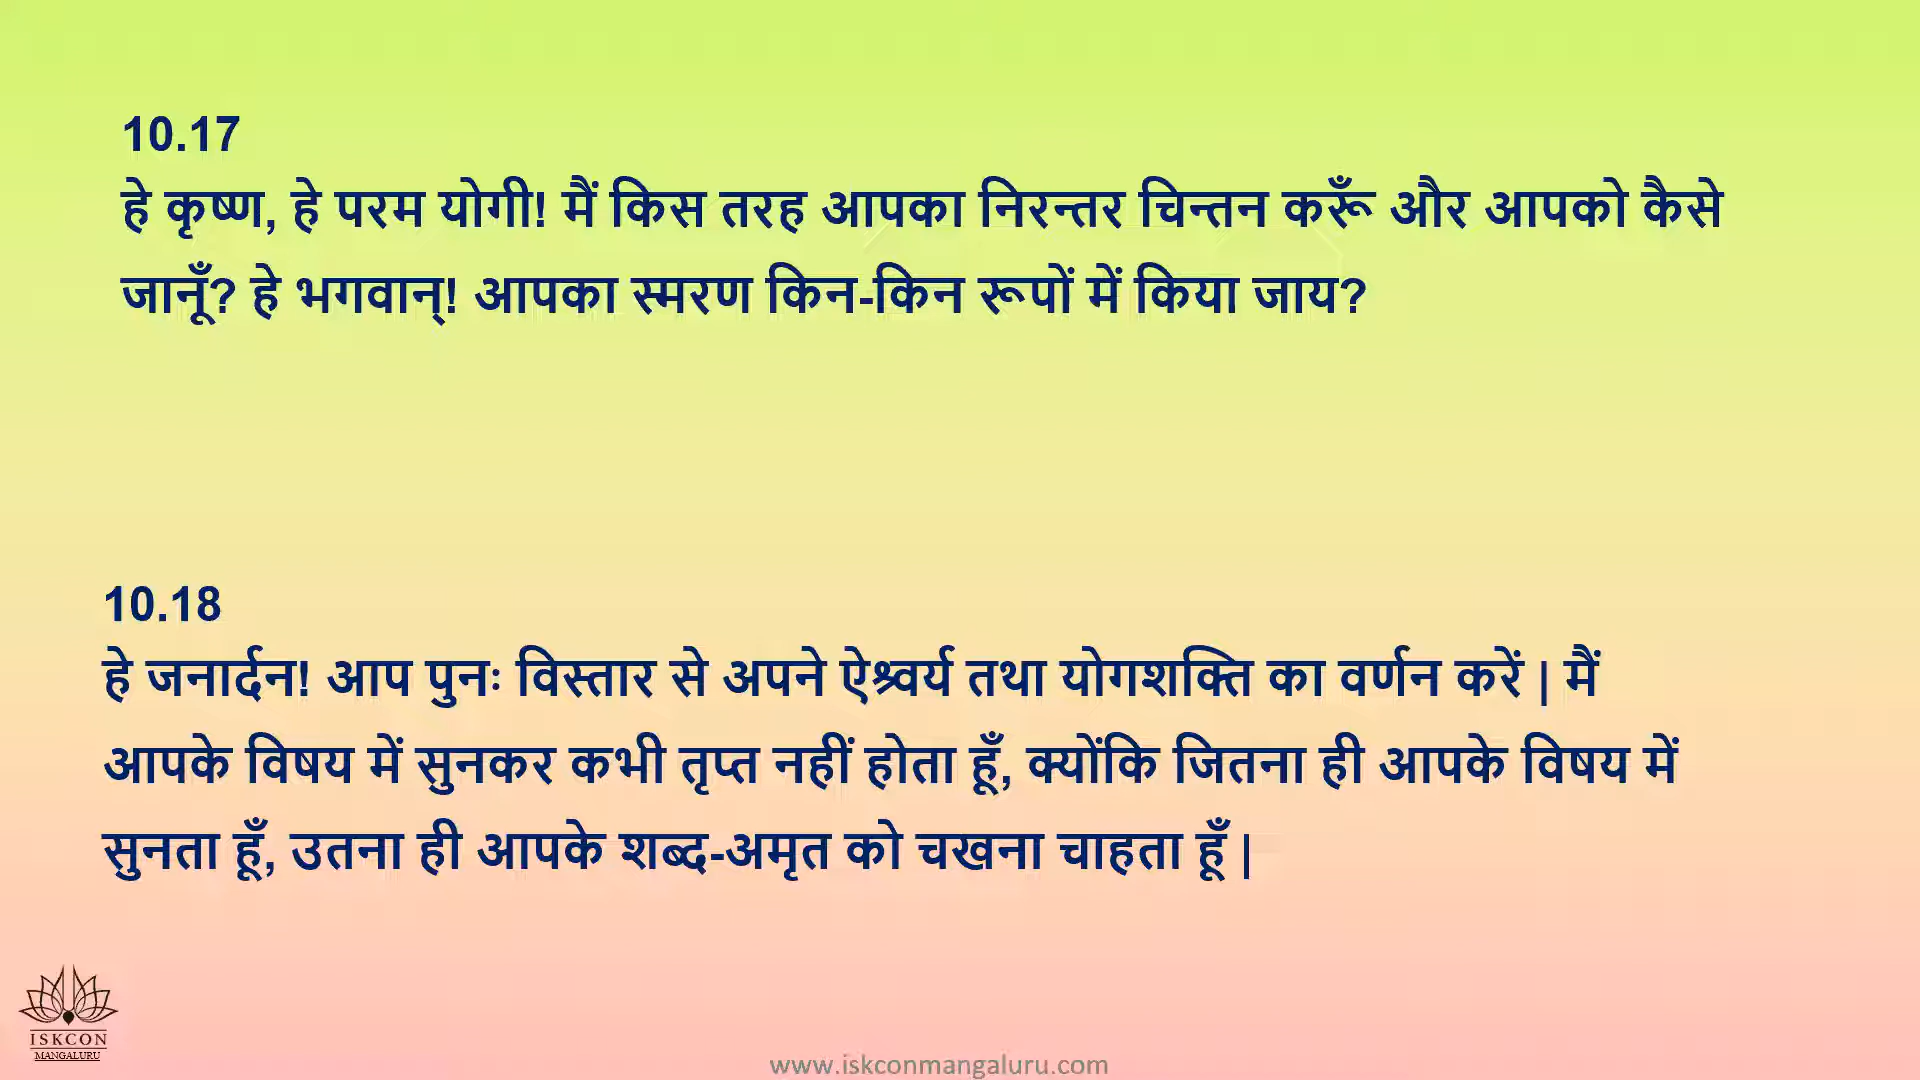 10.17
हे कृष्ण, हे परम योगी! मैं किस तरह आपका निरन्तर चिन्तन करूँ और आपको कैसे
जानूँ? हे भगवान्! आपका स्मरण किन-किन रूपों में किया जाय?
10.18
हे जनार्दन! आप पुनः विस्तार से अपने ऐश्र्वर्य तथा योगशक्ति का वर्णन करें | मैं
आपके विषय में सुनकर कभी तृप्त नहीं होता हूँ, क्योंकि जितना ही आपके विषय में
सुनता हूँ, उतना ही आपके शब्द-अमृत को चखना चाहता हूँ |
ISKCON
MANGALURU
www.iskconmangaluru.com